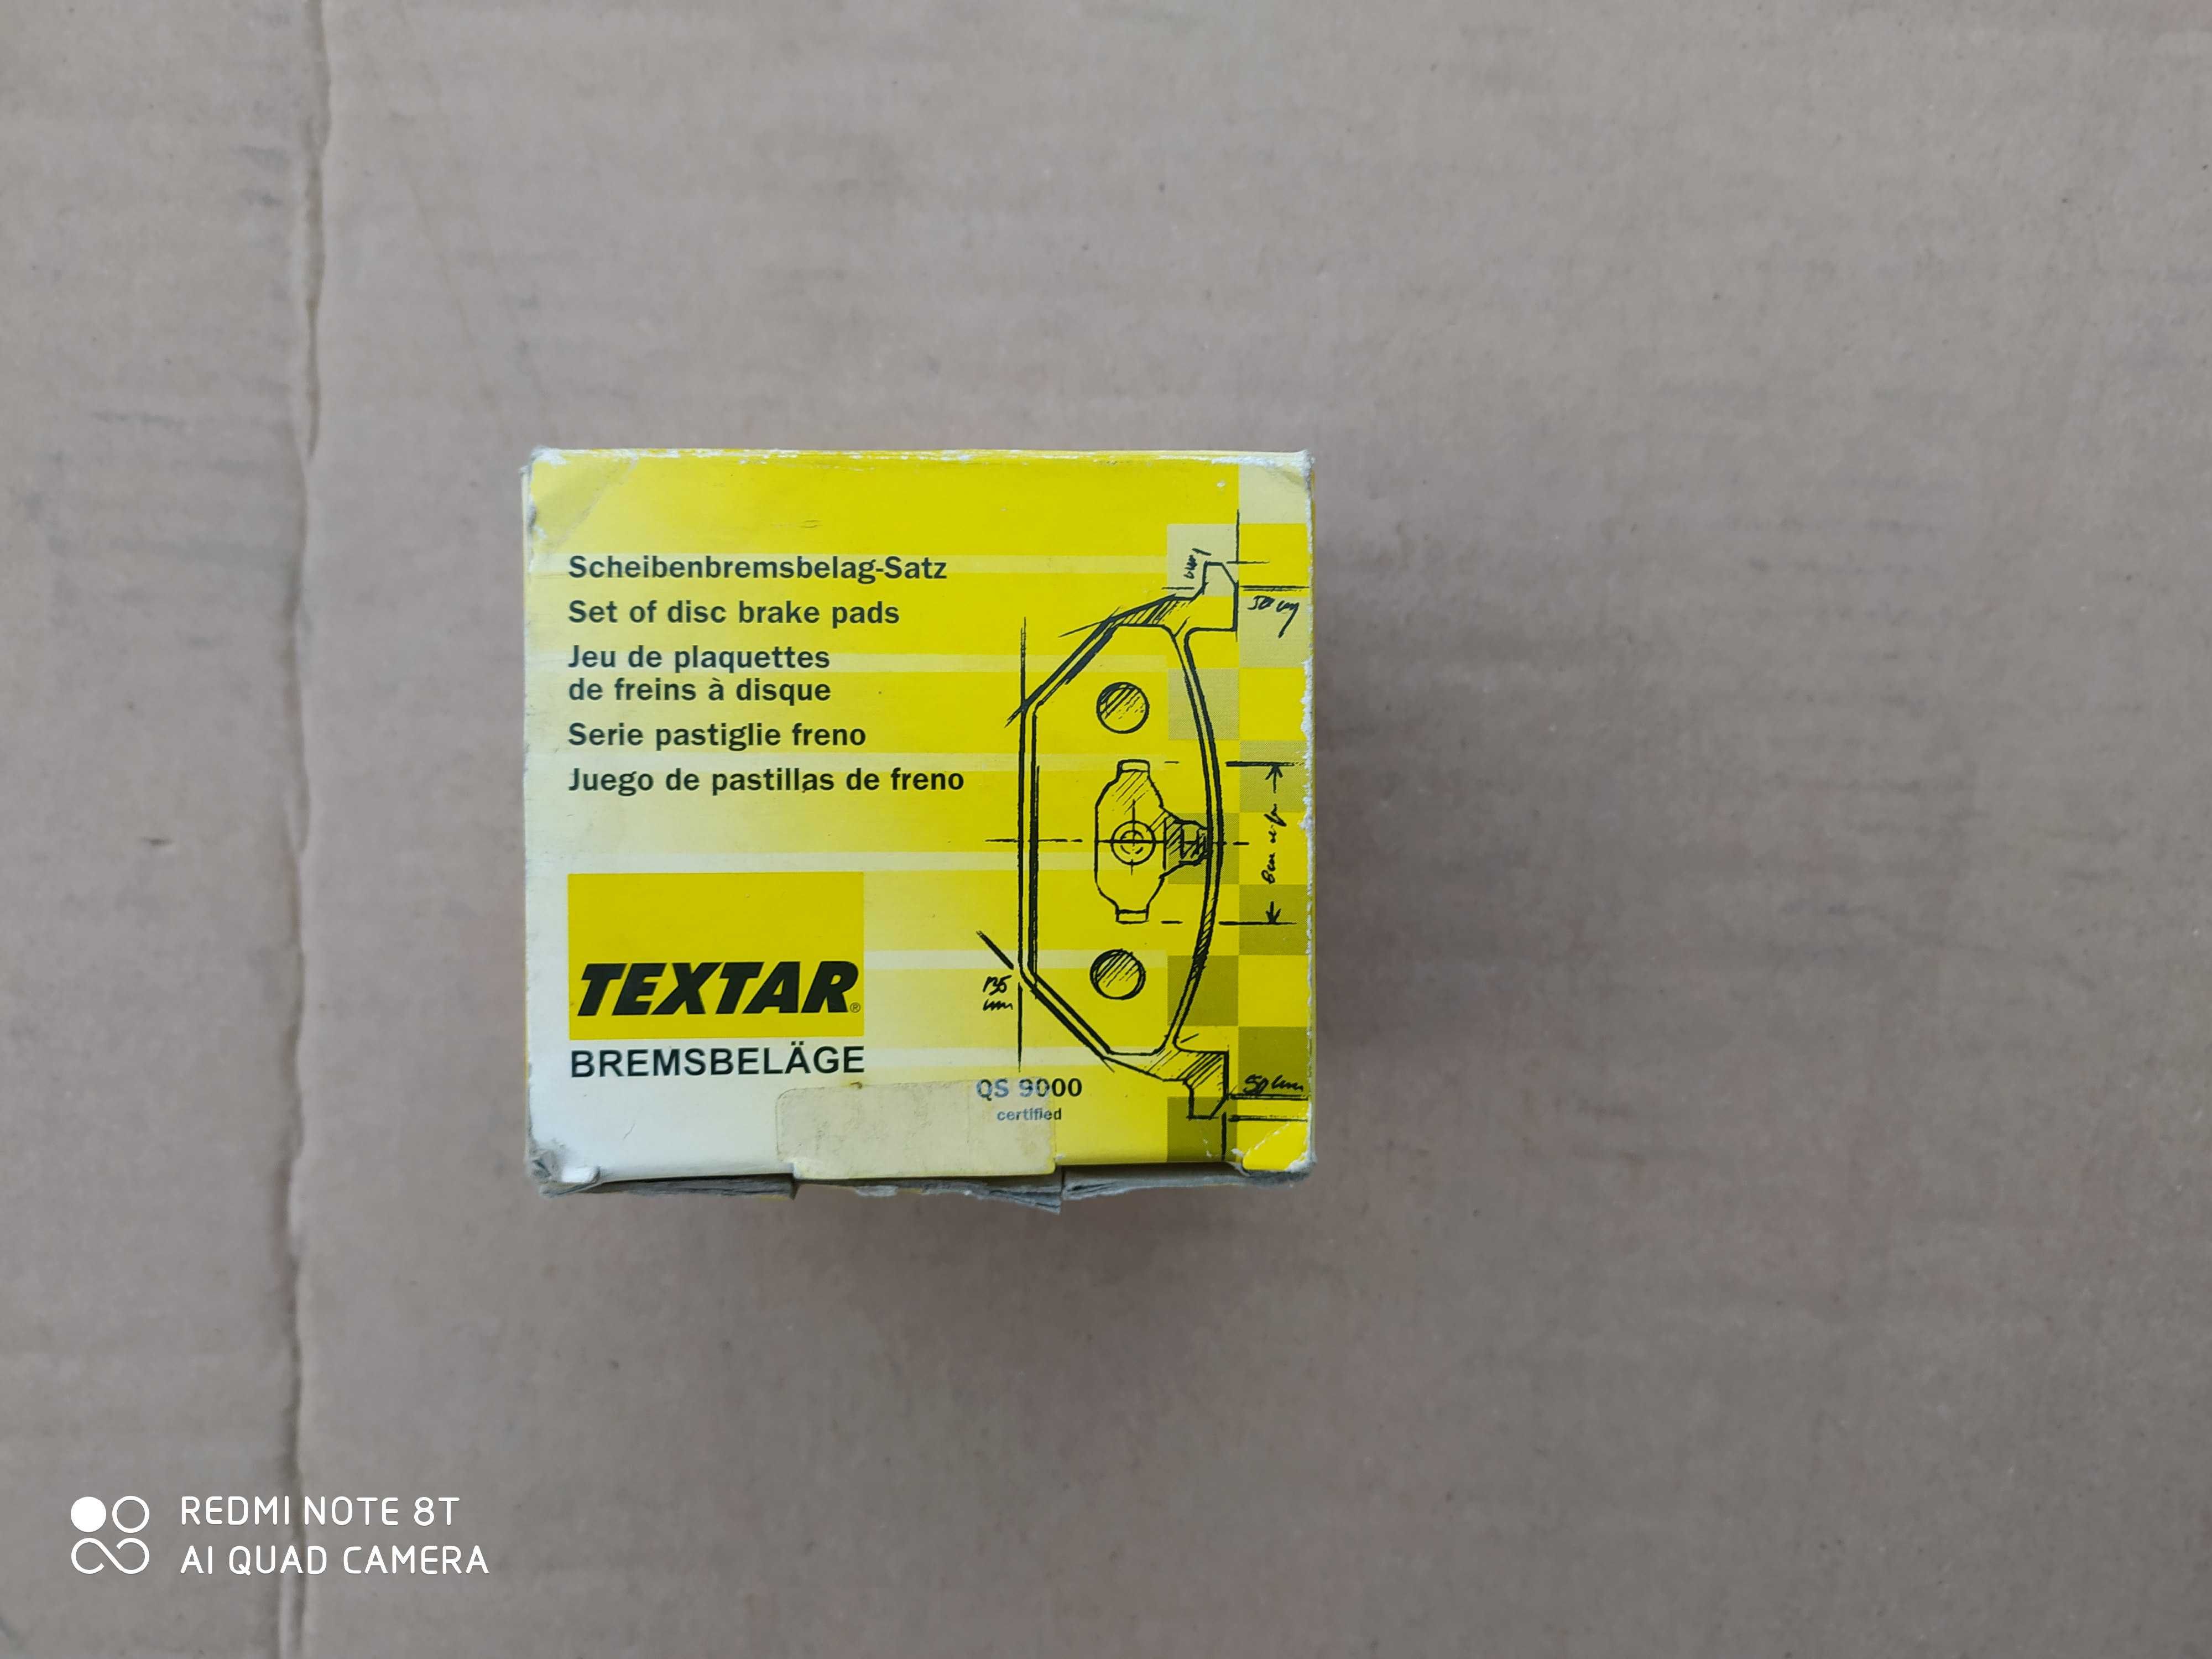 Scheibenbremsbelag-Satz
Set of disc brake pads
Jeu de plaquettes
de freins à disque
Serie pastiglie freno
Juego de pastillas de freno
TEXTAR®
BREMSBELÄGE
QS 9000
certified
REDMI NOTE 8T
AI QUAD CAMERA